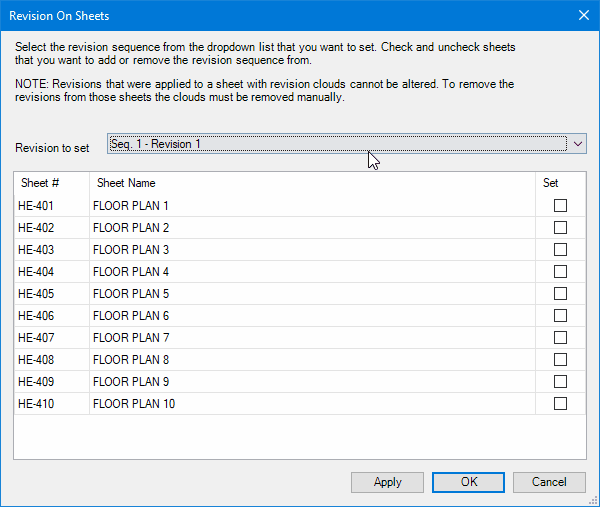 Revision On Sheets
Select the revision sequence from the dropdown list that you want to set. Check and uncheck sheets
that you want to add or remove the revision sequence from.
NOTE: Revisions that were applied to a sheet with revision clouds cannot be altered. To remove the
revisions from those sheets the clouds must be removed manually.
Revision to set Seq. 1 - Revision 1
Sheet # Sheet Name Set
HE-401 FLOOR PLAN 1
HE-402 FLOOR PLAN 2
HE-403 FLOOR PLAN 3
HE-404 FLOOR PLAN 4
HE-405 FLOOR PLAN 5
HE-406 FLOOR PLAN 6
HE-407 FLOOR PLAN 7
HE-408 FLOOR PLAN 8
HE-409 FLOOR PLAN 9
HE-410 FLOOR PLAN 10
Apply OK Cancel